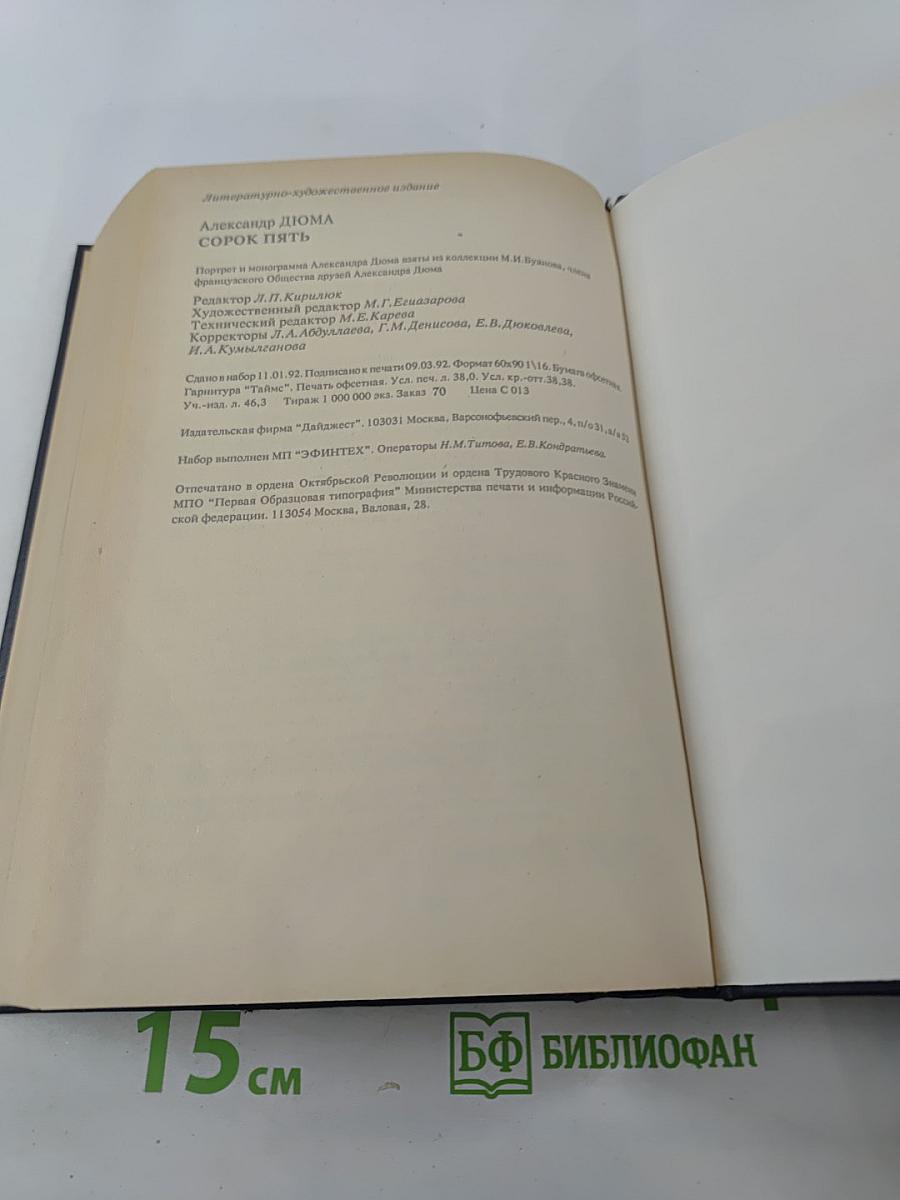 Литературно-художественное издание
Александр ДЮМА
СОРОК ПЯТЬ
Портрет и монограмма Александра Дюма взяты из коллекции М.И.Буянова, члена
французского Общества друзей Александра Дюма
Редактор Л.П.Кирилюк
Художественный редактор М.Г.Егиазарова
Технический редактор М.Е.Карева
Корректоры Л.А.Абдуллаева, Г.М.Денисова, Е.В.Дюковлева,
И.А.Кумылганова
Сдано в набор 11.01.92. Подписано к печати 09.03.92. Формат 60х90 1\16. Бумага офсетная.
Гарнитура "Таймс". Печать офсетная. Усл. печ. л. 38,0. Усл. кр.-отт. 38,38.
Уч.-изд. л. 46,3 Тираж 1 000 000 экз. Заказ 70 Цена С 013
Издательская фирма "Дайджест". 103031 Москва, Варсонофьевский пер., 4, п/о 31, а/я 52
Набор выполнен МП "ЭФИНТЕХ". Операторы Н.М.Титова, Е.В.Кондратьева.
Отпечатано в ордена Октябрьской Революции и ордена Трудового Красного Знамени
МПО "Первая Образцовая типография" Министерства печати и информации Россий-
ской федерации. 113054 Москва, Валовая, 28.
15 см
БФ БИБЛИОФАН